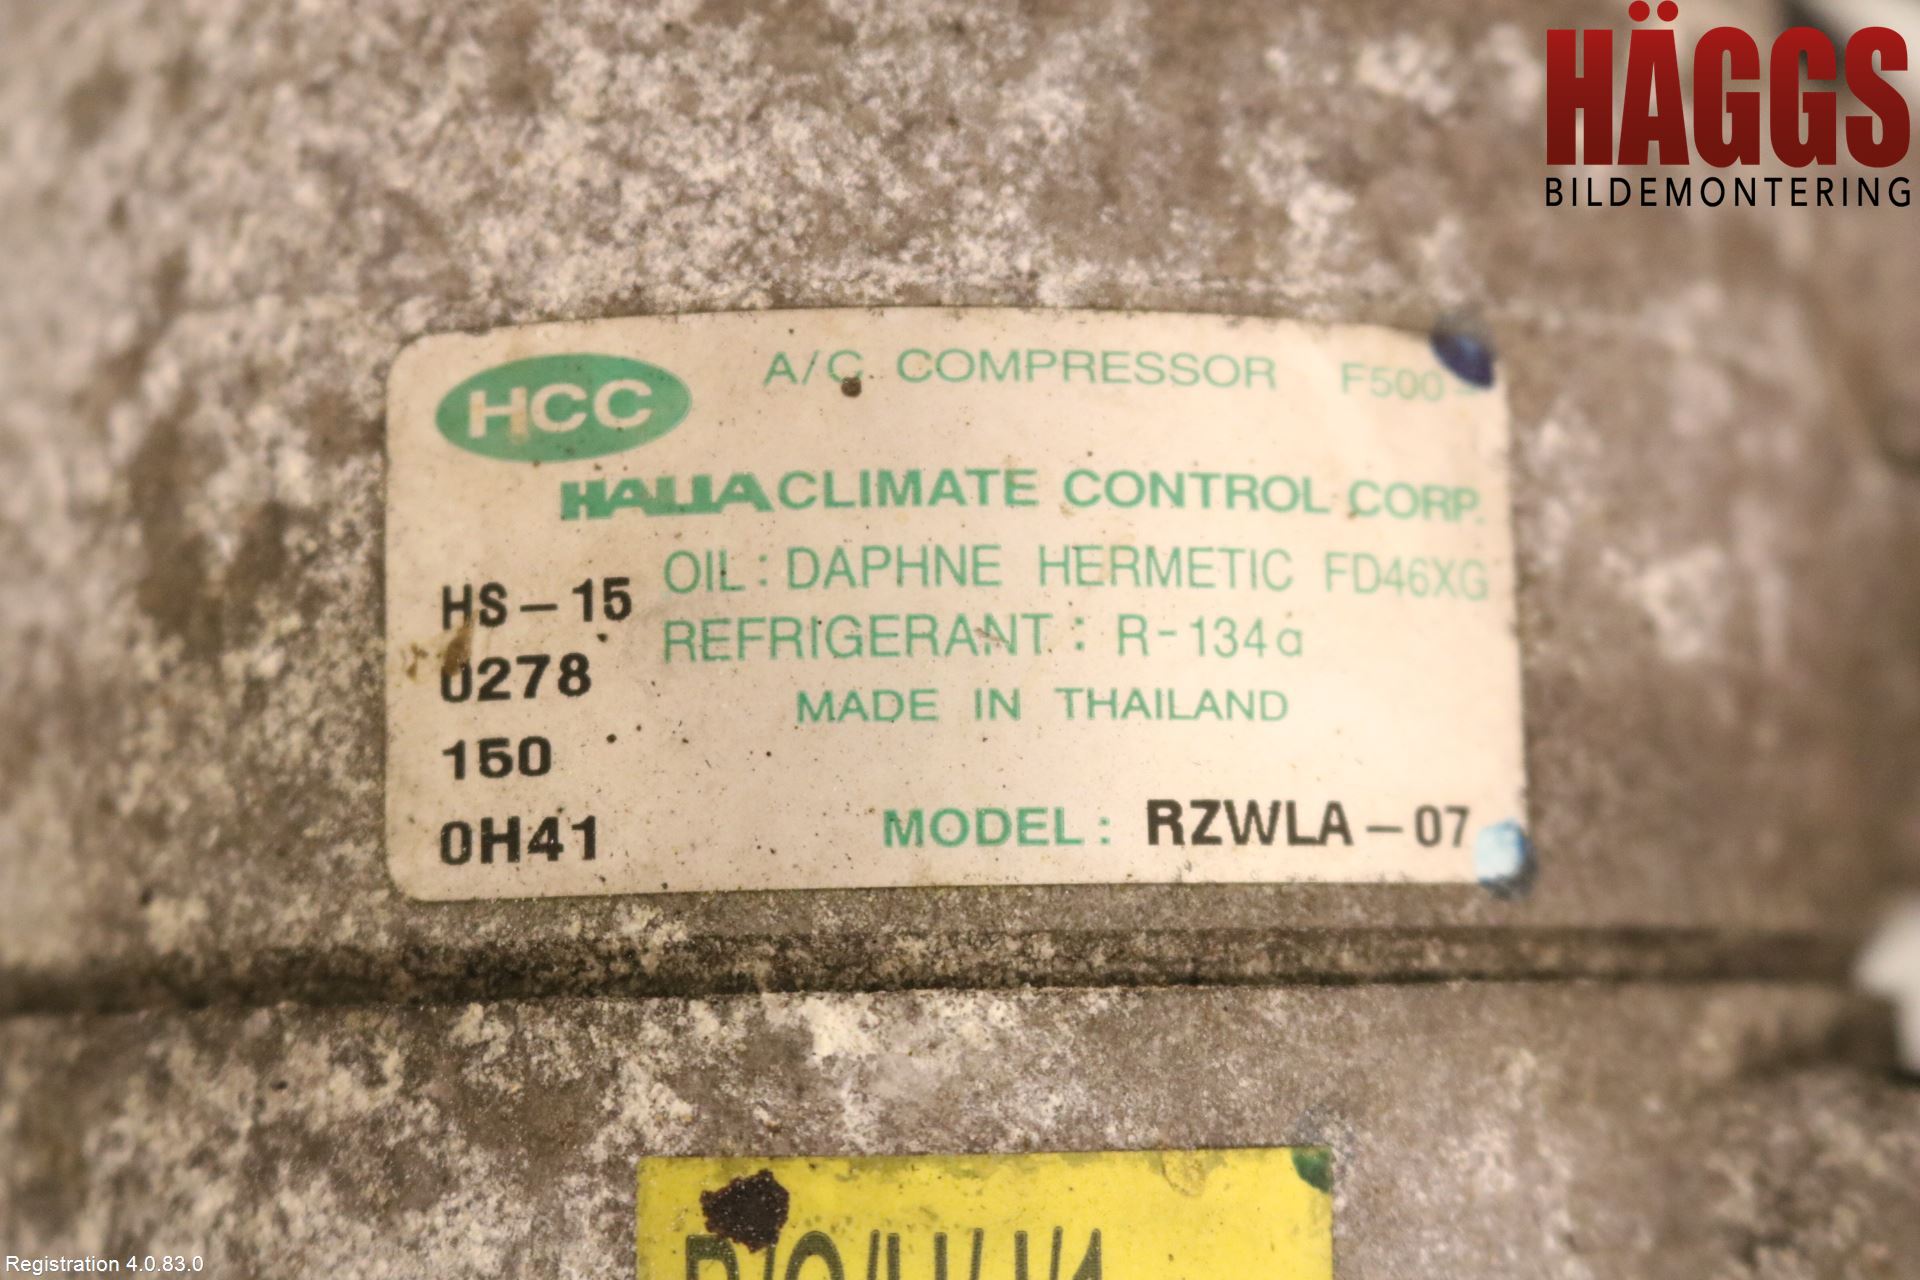 HÄGGS
BILDEMONTERING
HCC A/C COMPRESSOR F500
HALLA CLIMATE CONTROL CORP.
OIL : DAPHNE HERMETIC FD46XG
HS-15
REFRIGERANT : R-134a
0278
MADE IN THAILAND
150
0H41
MODEL : RZWLA-07
Registration 4.0.83.0